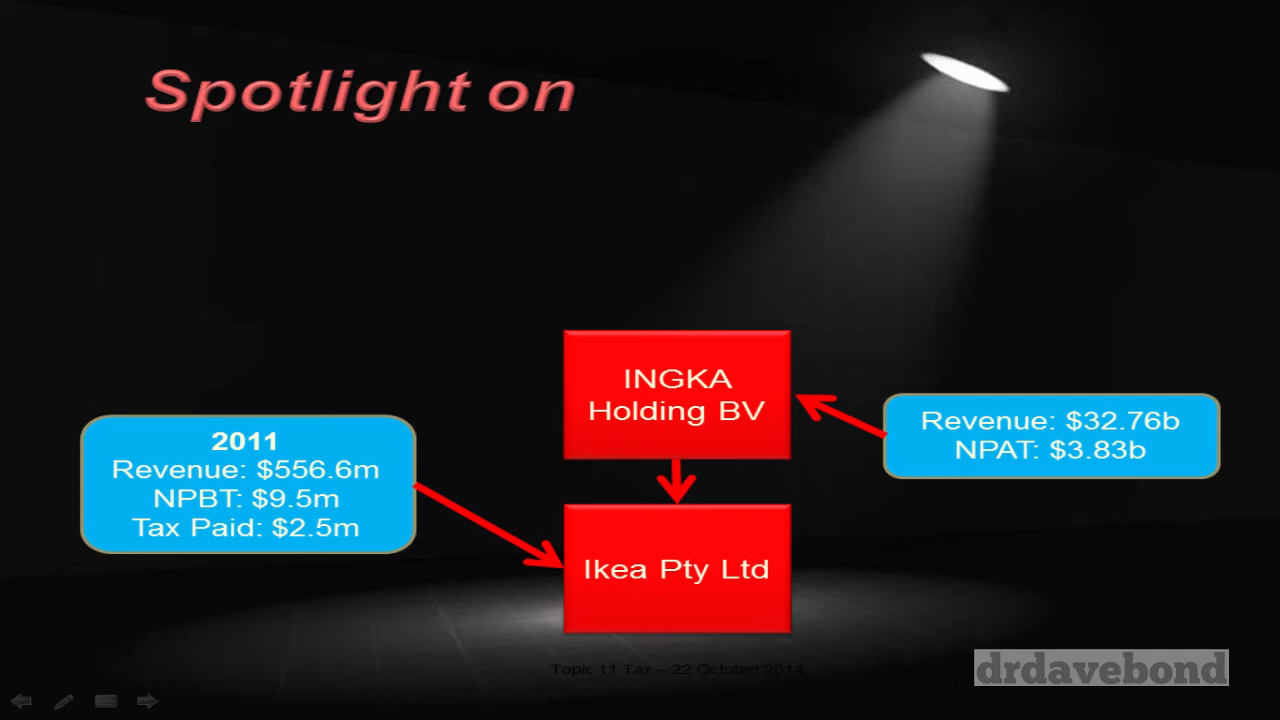 Spotlight on
INGKA
Holding BV
Revenue: $32.76b
NPAT: $3.83b
2011
Revenue: $556.6m
NPBT: $9.5m
Tax Paid: $2.5m
Ikea Pty Ltd
Topic 11 Tax – 22 October 2014
drdavebond